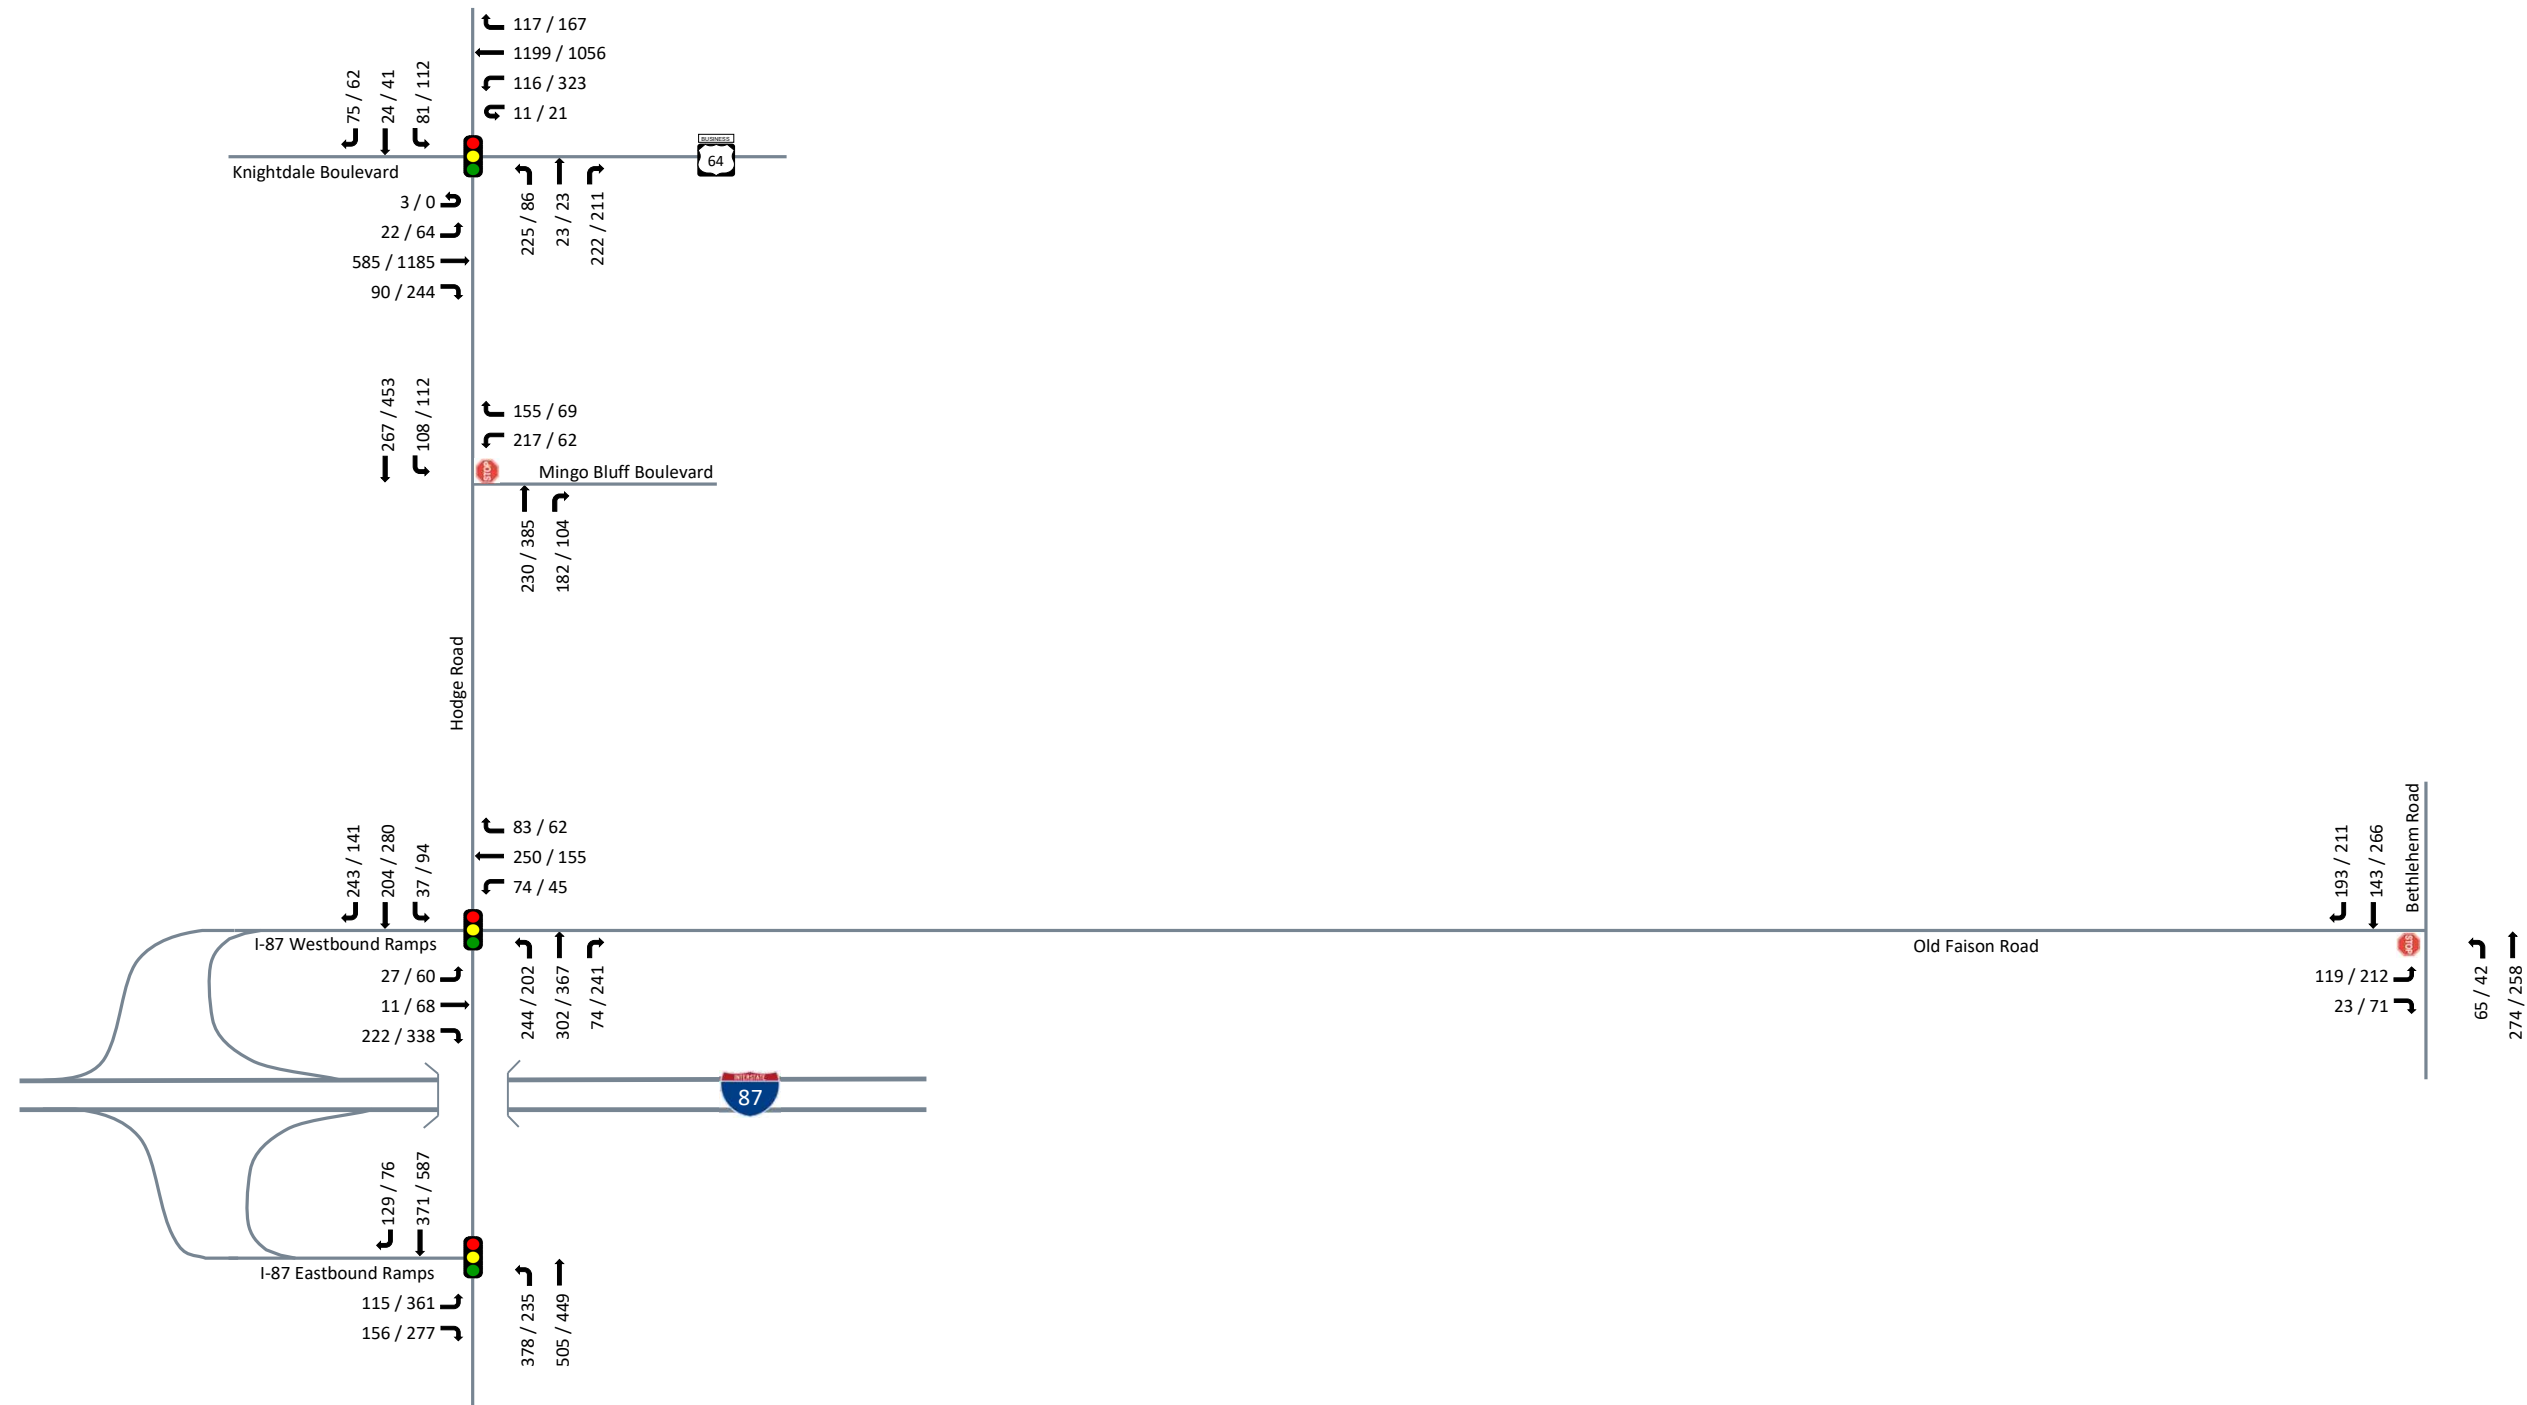 117 / 167
1199 / 1056
116 / 323
11 / 21
75 / 62
24 / 41
81 / 112
BUSINESS
64
Knightdale Boulevard
3 / 0
22 / 64
585 / 1185
90 / 244
225 / 86
23 / 23
222 / 211
267 / 453
108 / 112
155 / 69
217 / 62
STOP
Mingo Bluff Boulevard
230 / 385
182 / 104
Hodge Road
83 / 62
250 / 155
74 / 45
243 / 141
204 / 280
37 / 94
193 / 211
143 / 266
Bethlehem Road
I-87 Westbound Ramps
Old Faison Road
STOP
27 / 60
11 / 68
222 / 338
244 / 202
302 / 367
74 / 241
119 / 212
23 / 71
65 / 42
274 / 258
INTERSTATE
87
129 / 76
371 / 587
I-87 Eastbound Ramps
115 / 361
156 / 277
378 / 235
505 / 449